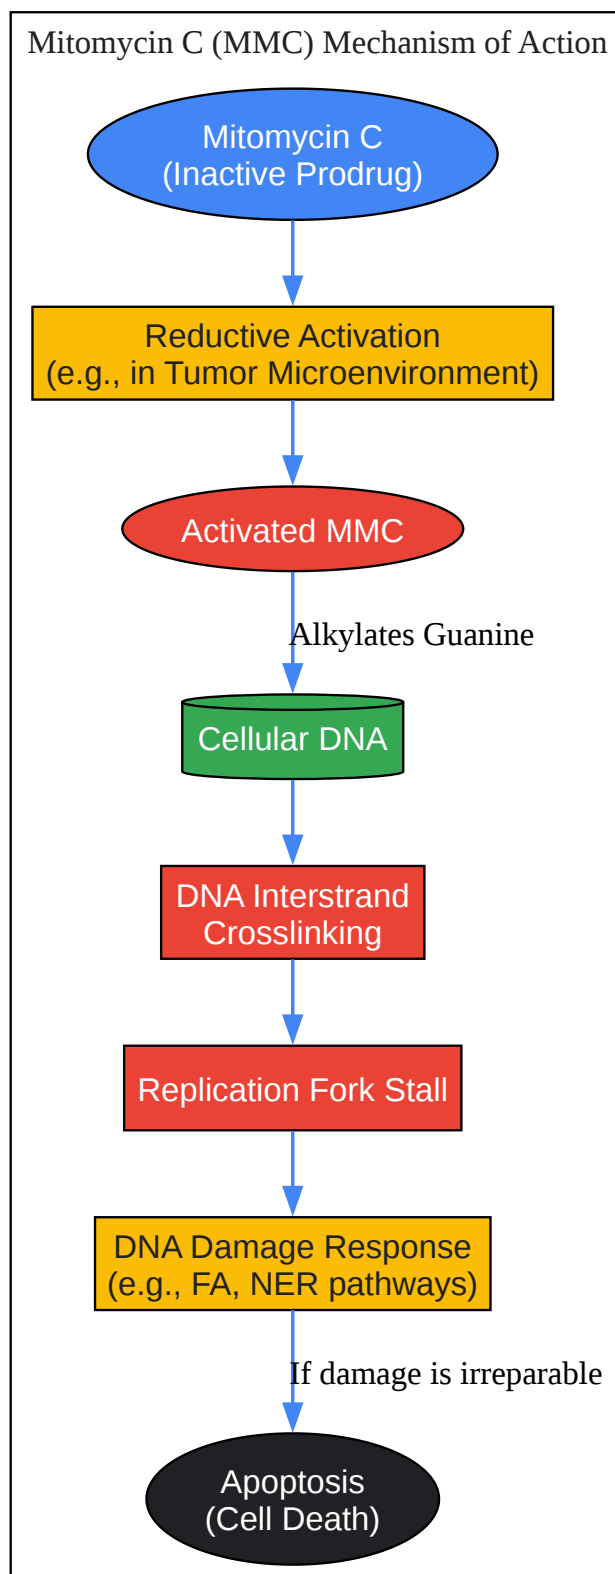 Mitomycin C (MMC) Mechanism of Action
Mitomycin C
(Inactive Prodrug)
Reductive Activation
(e.g., in Tumor Microenvironment)
Activated MMC
Alkylates Guanine
Cellular DNA
DNA Interstrand
Crosslinking
Replication Fork Stall
DNA Damage Response
(e.g., FA, NER pathways)
If damage is irreparable
Apoptosis
(Cell Death)